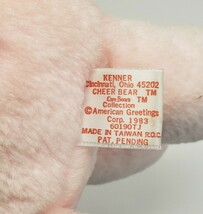 KENNER
Cincinnati, Ohio 45202
CHEER BEAR TM
Care Bears TM
Collection
©American Greetings
Corp. 1983
60190TJ
MADE IN TAIWAN R.O.C.
PAT. PENDING